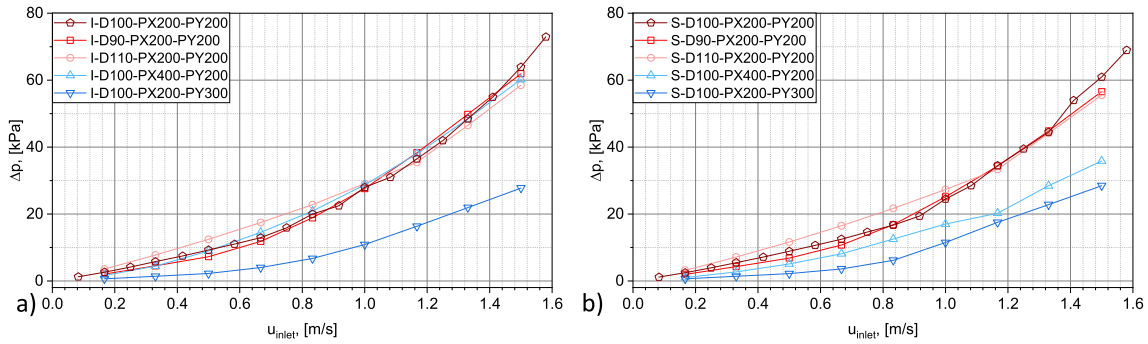 80
60
40
20
0
Δp, [kPa]
I-D100-PX200-PY200
I-D90-PX200-PY200
I-D110-PX200-PY200
I-D100-PX400-PY200
I-D100-PX200-PY300
0.0 0.2 0.4 0.6 0.8 1.0 1.2 1.4 1.6
a)
u_inlet, [m/s]
80
60
40
20
0
Δp, [kPa]
S-D100-PX200-PY200
S-D90-PX200-PY200
S-D110-PX200-PY200
S-D100-PX400-PY200
S-D100-PX200-PY300
0.0 0.2 0.4 0.6 0.8 1.0 1.2 1.4 1.6
b)
u_inlet, [m/s]